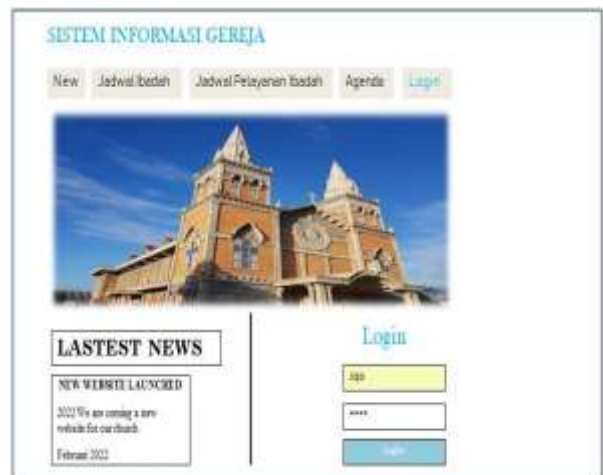 SISTEM INFORMASI GEREJA
New Jadwal Ibadah Jadwal Pelayanan Ibadah Agenda Login
LASTEST NEWS
NEW WEBSITE LAUNCHED
2022 We are coming a new
website for our church
Februari 2022
Login
****
login